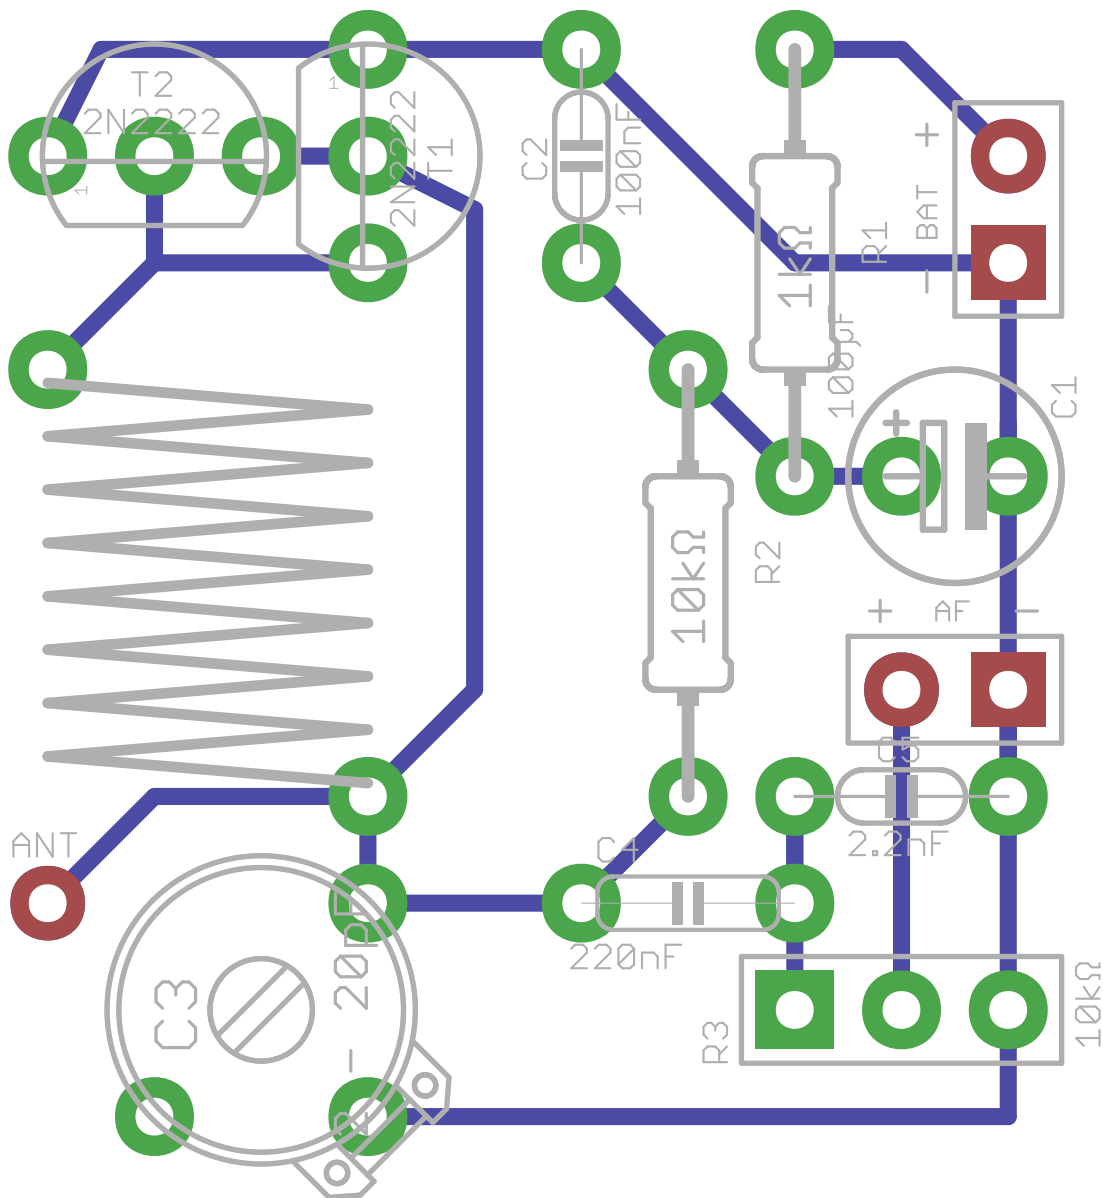 T2
2N2222
1
1
2N2222
T1
C2
100nF
+
BAT
−
R1
1kΩ
100µF
C1
+
10kΩ
R2
+ AF −
C5
2.2nF
ANT
C4
220nF
C3
2 - 20pF
R3
10kΩ